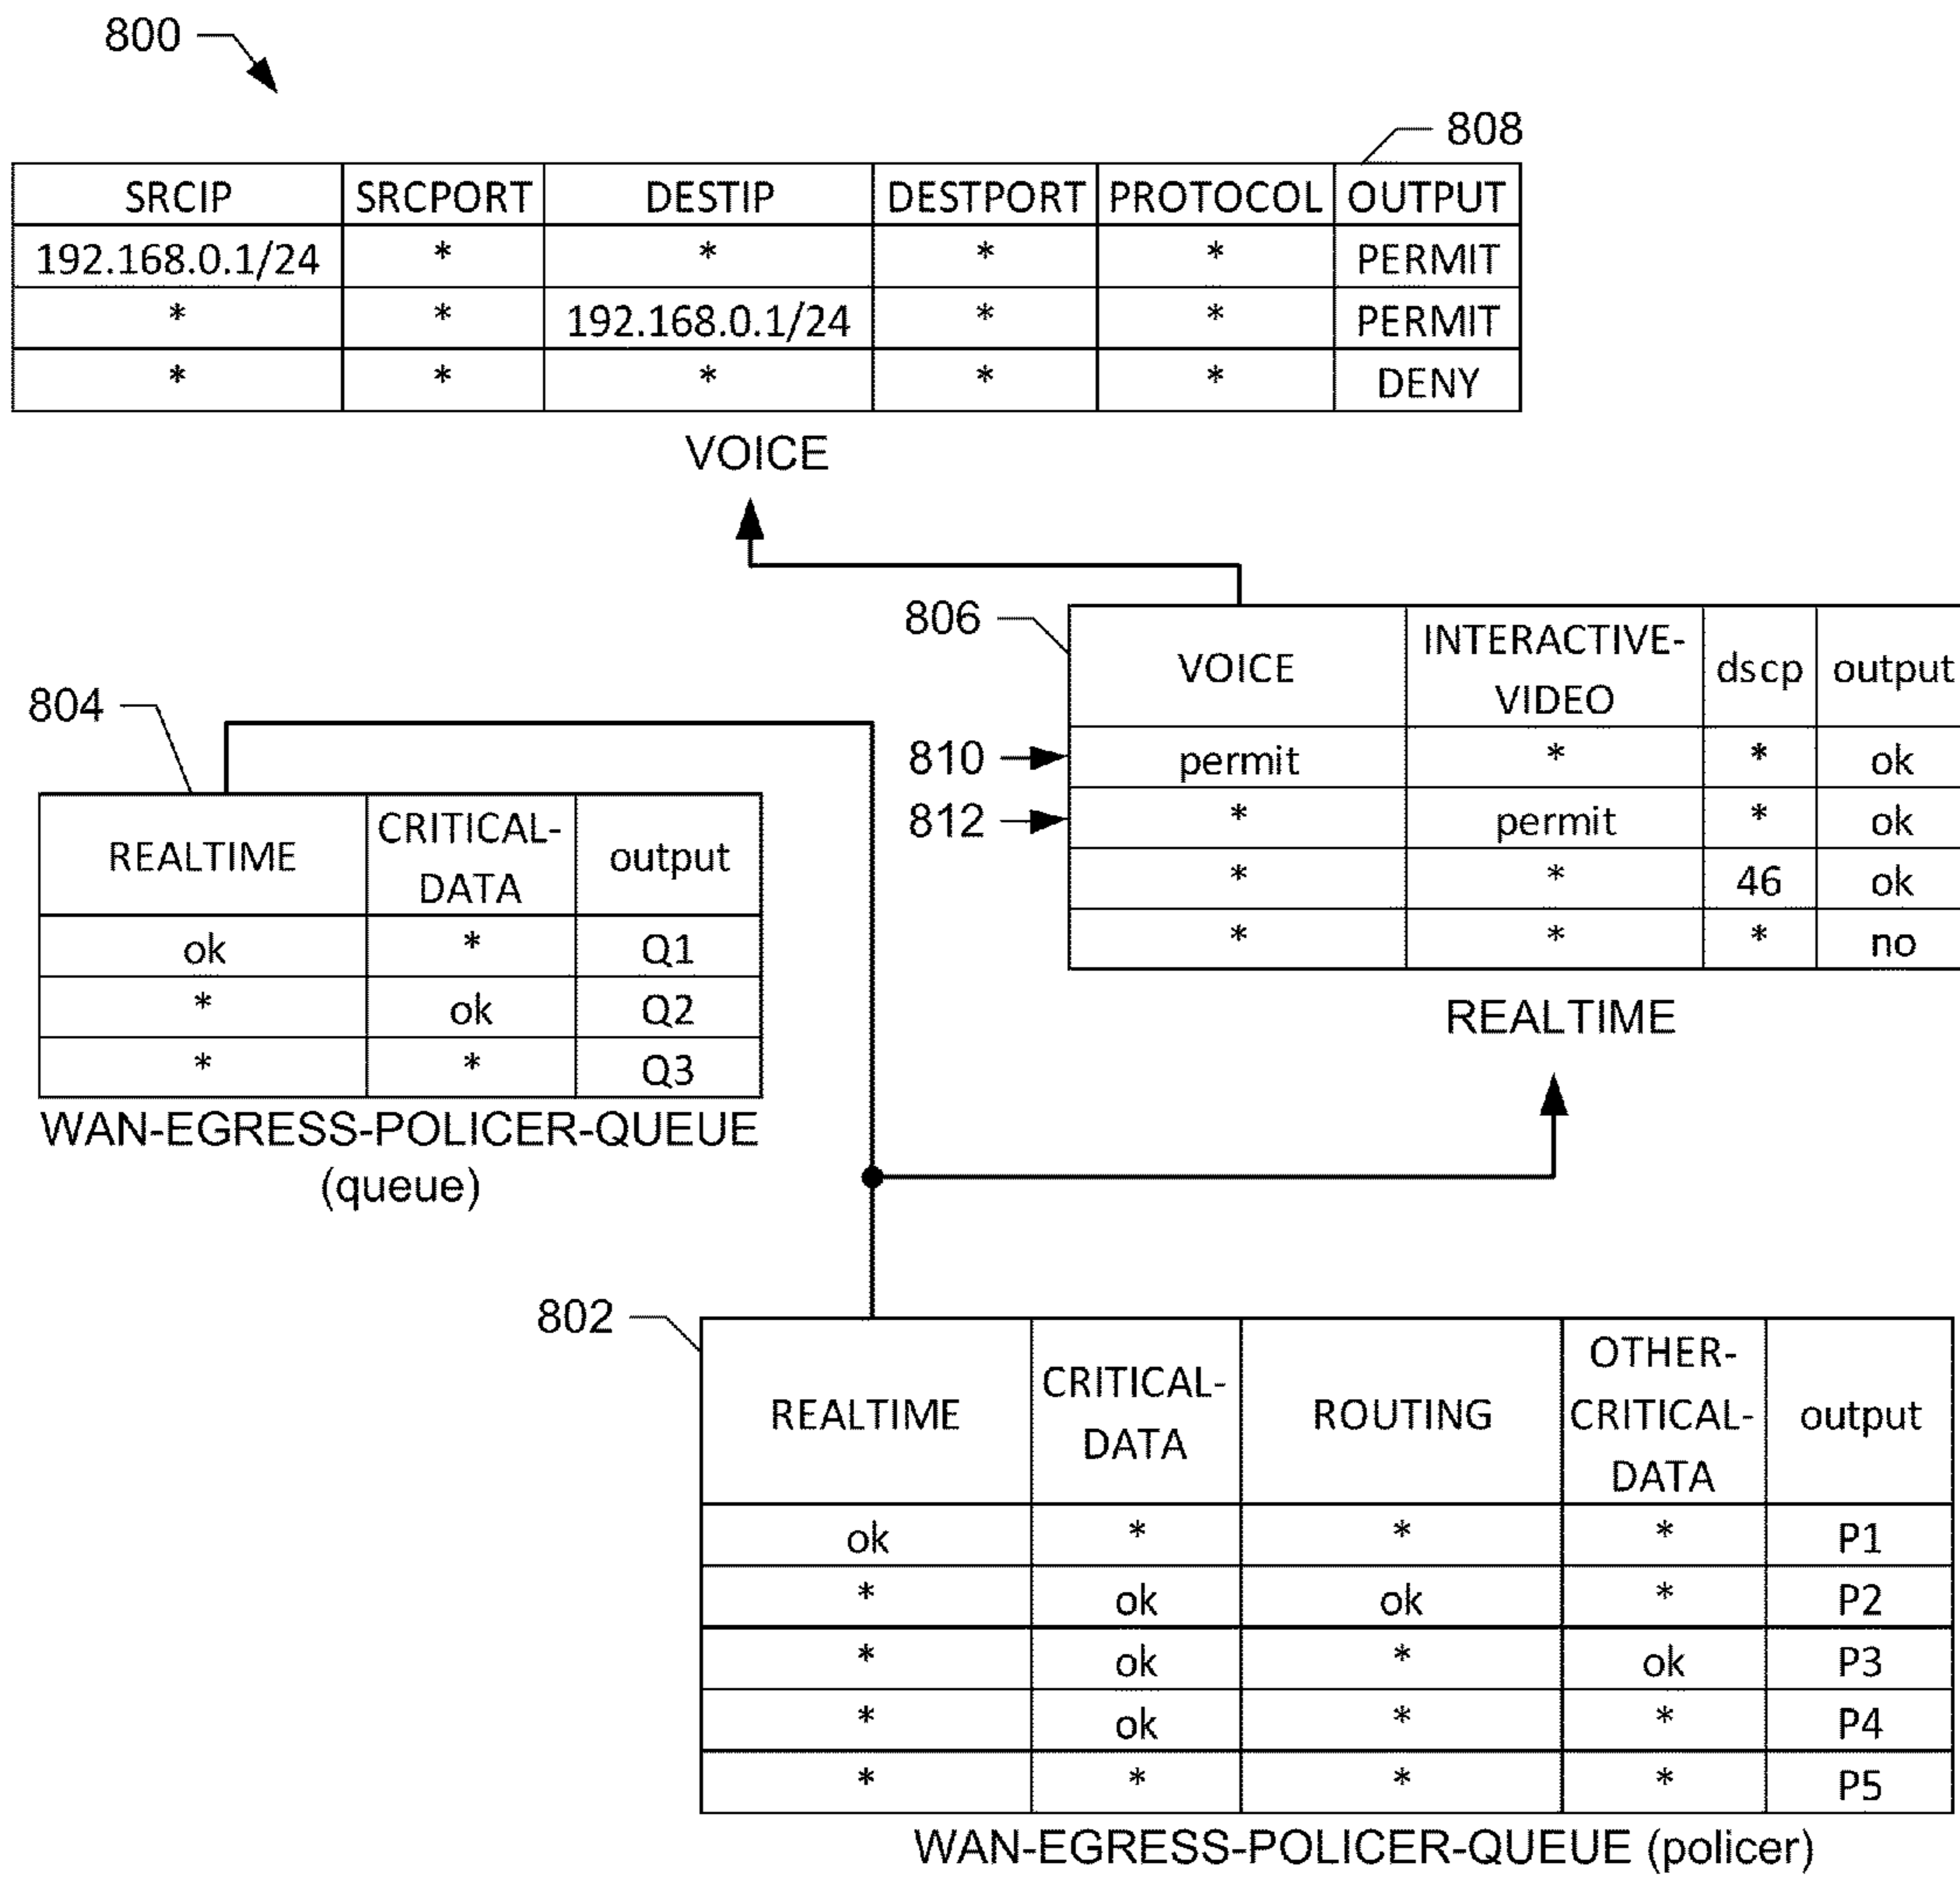 800
808
SRCIP SRCPORT DESTIP DESTPORT PROTOCOL OUTPUT
192.168.0.1/24 * * * * PERMIT
* * 192.168.0.1/24 * * PERMIT
* * * * * DENY
VOICE
806
VOICE INTERACTIVE-VIDEO dscp output
810
permit * * ok
812
* permit * ok
* * 46 ok
* * * no
REALTIME
804
REALTIME CRITICAL-DATA output
ok * Q1
* ok Q2
* * Q3
WAN-EGRESS-POLICER-QUEUE
(queue)
802
REALTIME CRITICAL-DATA ROUTING OTHER-CRITICAL-DATA output
ok * * * P1
* ok ok * P2
* ok * ok P3
* ok * * P4
* * * * P5
WAN-EGRESS-POLICER-QUEUE (policer)